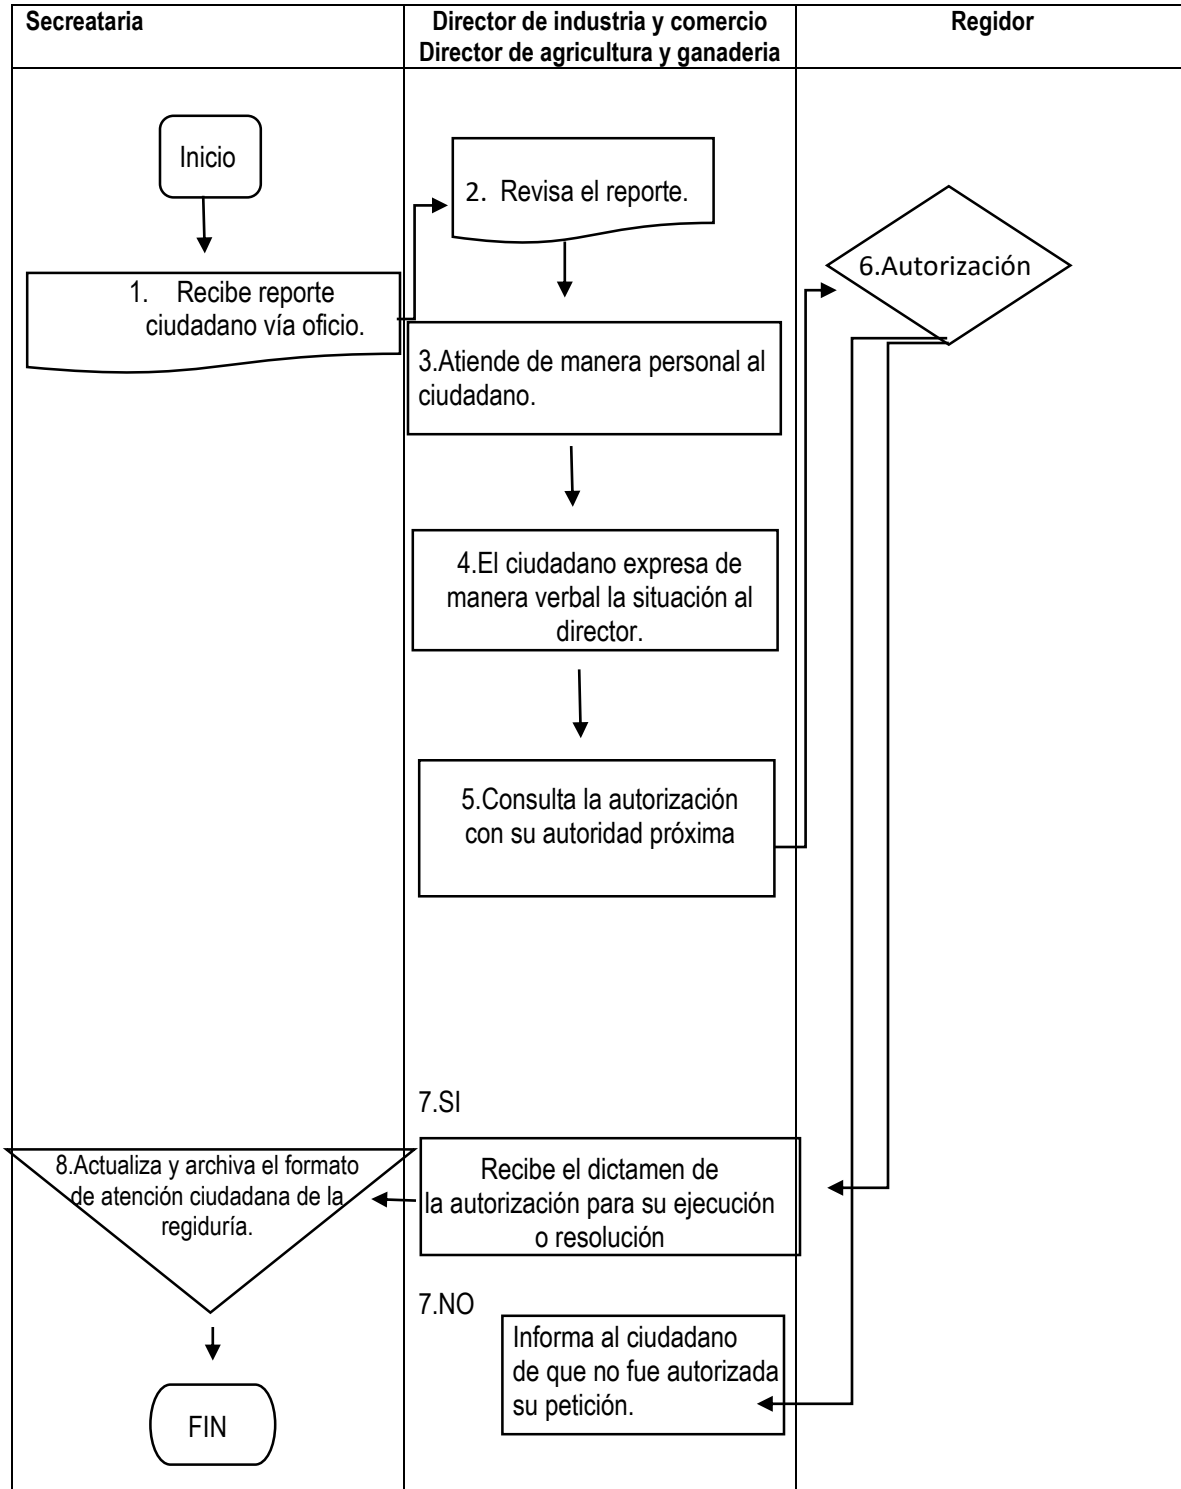 Secreataria
Director de industria y comercio
Director de agricultura y ganaderia
Regidor
Inicio
1. Recibe reporte
ciudadano vía oficio.
2. Revisa el reporte.
3.Atiende de manera personal al
ciudadano.
4.El ciudadano expresa de
manera verbal la situación al
director.
5.Consulta la autorización
con su autoridad próxima
6.Autorización
7.SI
Recibe el dictamen de
la autorización para su ejecución
o resolución
7.NO
Informa al ciudadano
de que no fue autorizada
su petición.
8.Actualiza y archiva el formato
de atención ciudadana de la
regiduría.
FIN